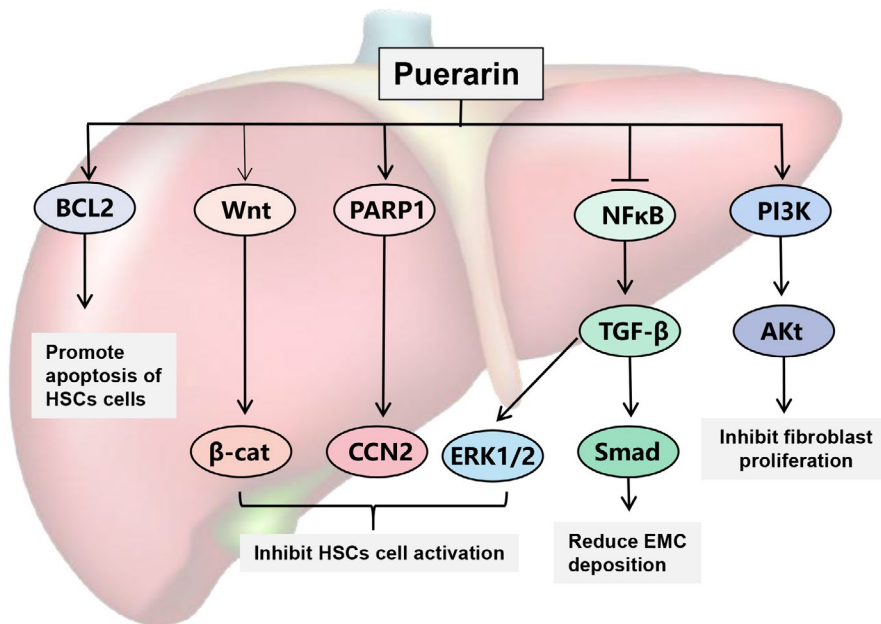 Puerarin
BCL2
Wnt
PARP1
NFκB
PI3K
TGF-β
AKt
Promote
apoptosis of
HSCs cells
β-cat
CCN2
ERK1/2
Smad
Inhibit fibroblast
proliferation
Inhibit HSCs cell activation
Reduce EMC
deposition